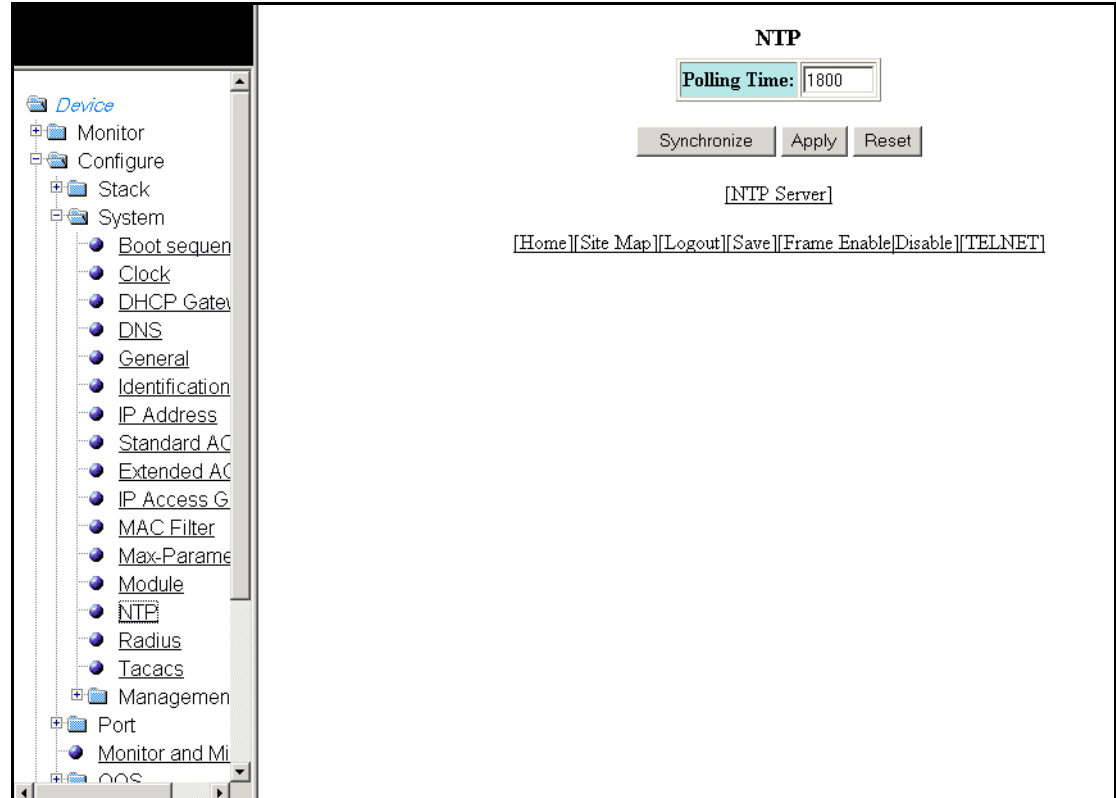 Device
Monitor
Configure
Stack
System
Boot sequen
Clock
DHCP Gatew
DNS
General
Identification
IP Address
Standard AC
Extended AC
IP Access G
MAC Filter
Max-Parame
Module
NTP
Radius
Tacacs
Managemen
Port
Monitor and Mi
QOS
NTP
Polling Time: 1800
Synchronize Apply Reset
[NTP Server]
[Home][Site Map][Logout][Save][Frame Enable|Disable][TELNET]